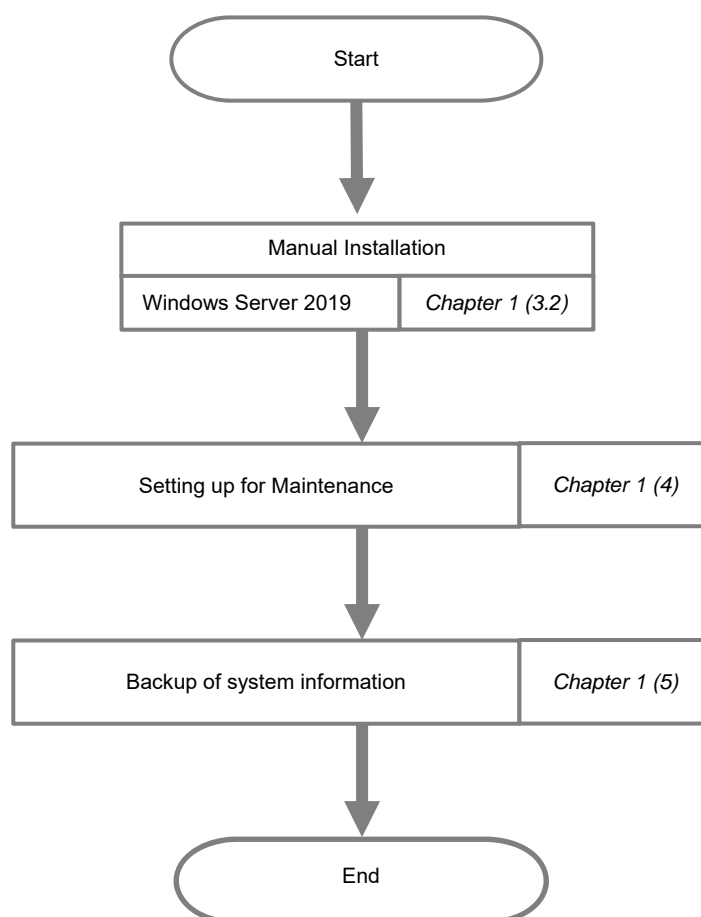 Start
Manual Installation
Windows Server 2019 Chapter 1 (3.2)
Setting up for Maintenance Chapter 1 (4)
Backup of system information Chapter 1 (5)
End